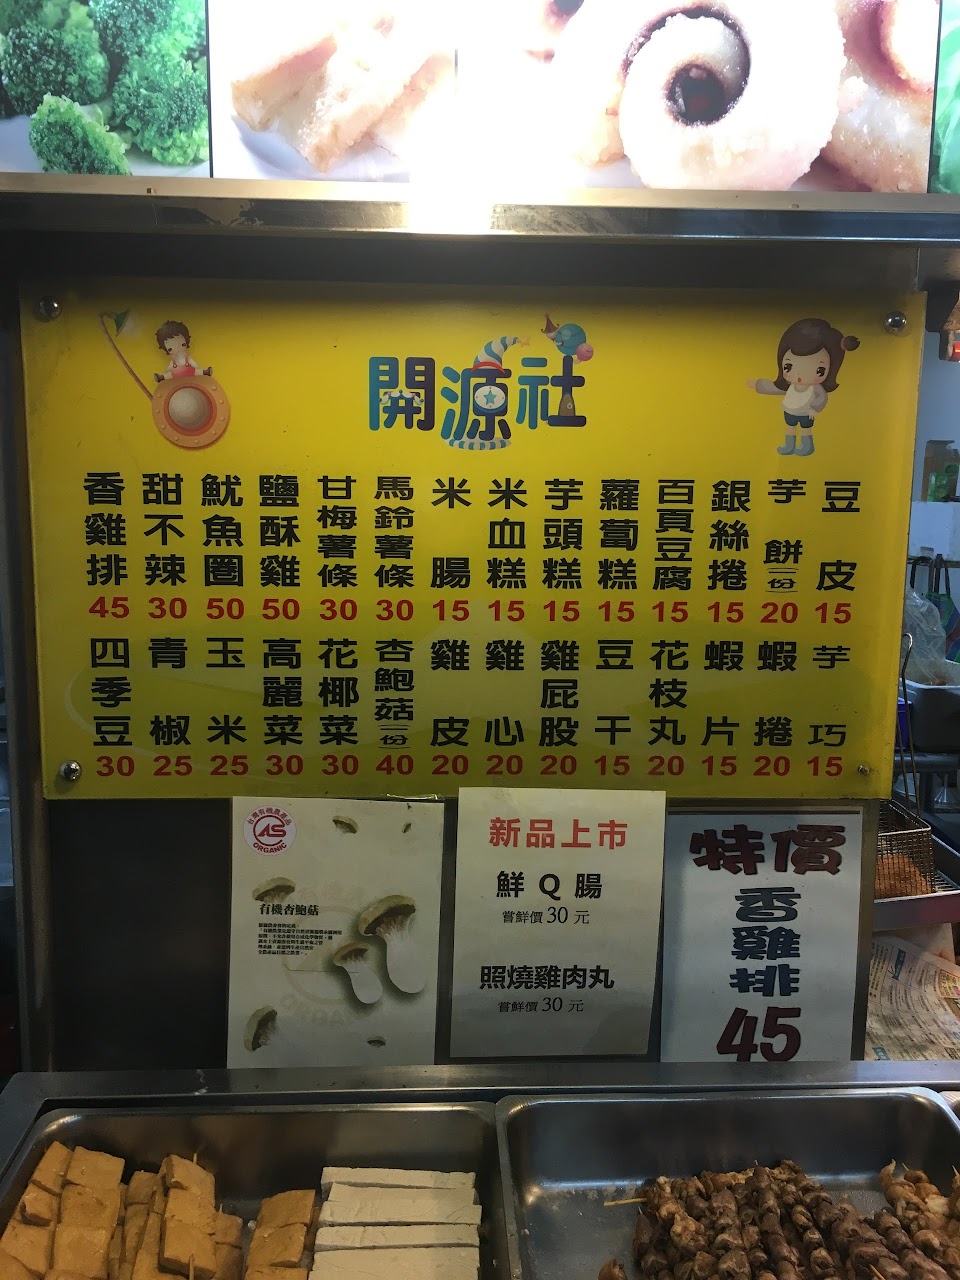 開源社
香雞排 45
甜不辣 30
魷魚圈 50
鹽酥雞 50
甘梅薯條 30
馬鈴薯條 30
米腸 15
米血糕 15
芋頭糕 15
蘿蔔糕 15
百頁豆腐 15
銀絲捲 15
芋餅(一份) 20
豆皮 15
四季豆 30
青椒 25
玉米 25
高麗菜 30
花椰菜 30
杏鮑菇(一份) 40
雞皮 20
雞心 20
雞屁股 20
豆干 15
花枝丸 20
蝦片 15
蝦捲 20
芋巧 15
台灣有機農產品
ORGANIC
有機杏鮑菇
新品上市
鮮Q腸
嘗鮮價30元
照燒雞肉丸
嘗鮮價30元
特價
香雞排
45